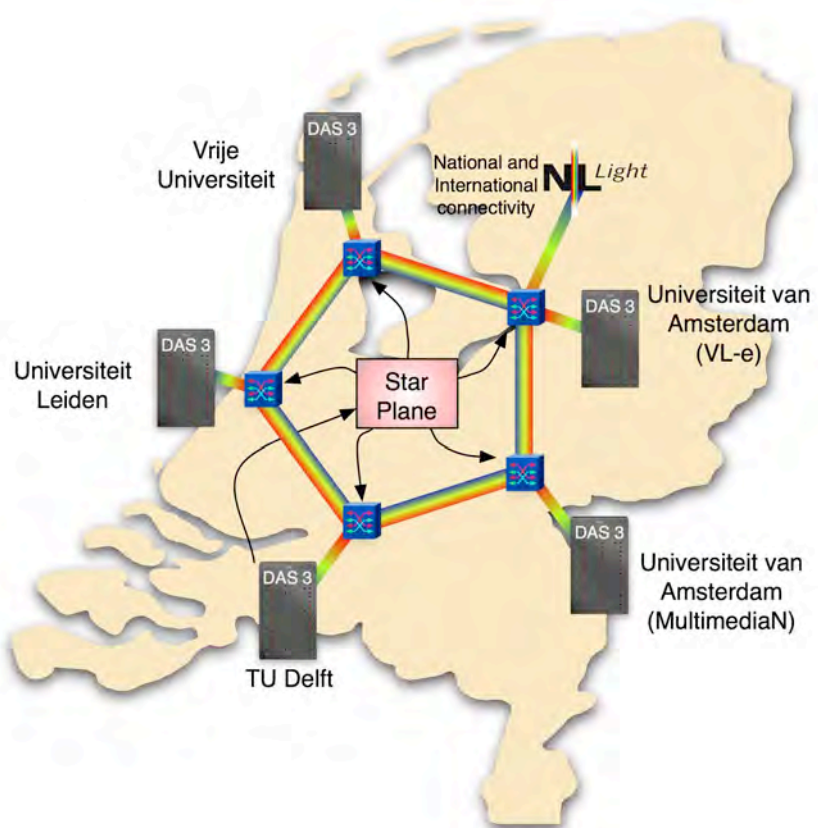 DAS 3
Vrije
Universiteit
National and
International
connectivity
NL Light
DAS 3
Universiteit van
Amsterdam
(VL-e)
DAS 3
Universiteit
Leiden
Star
Plane
DAS 3
Universiteit van
Amsterdam
(MultimediaN)
DAS 3
TU Delft